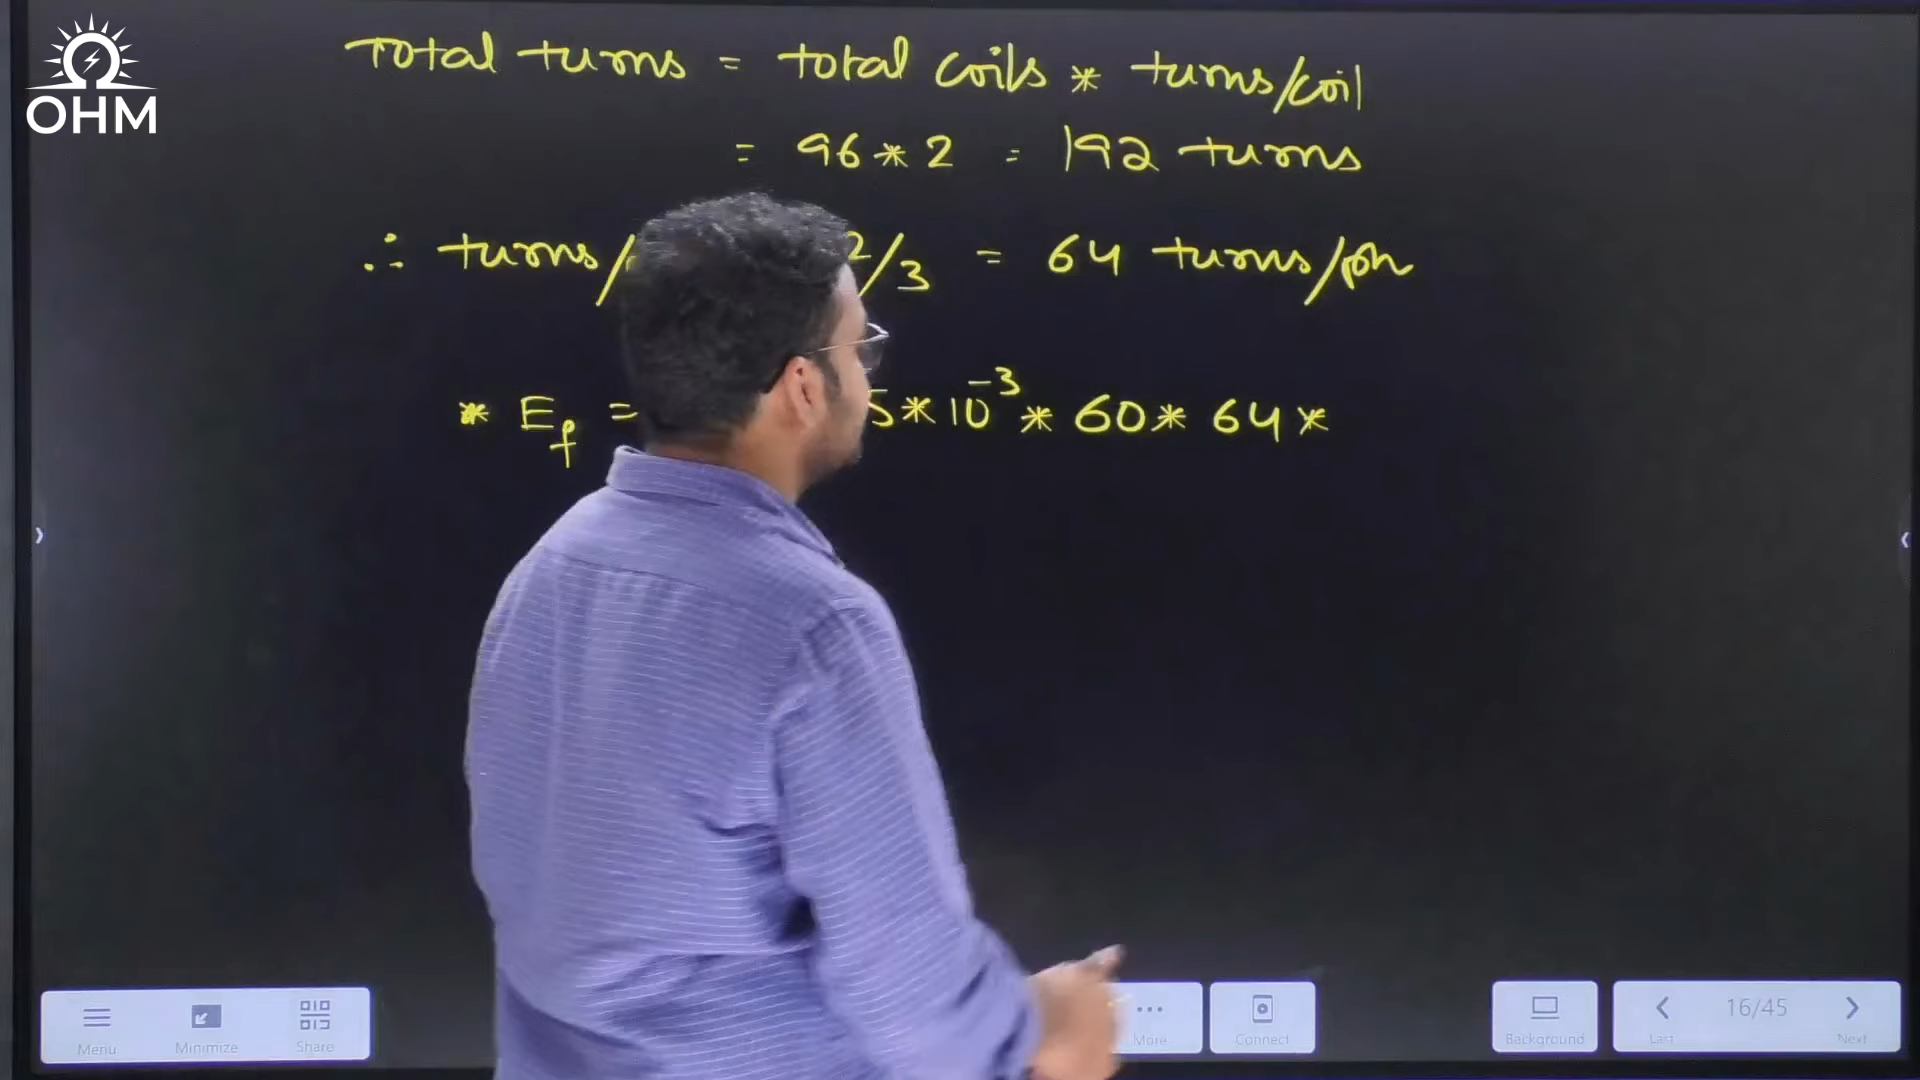 OHM
Total turns = total coils * turns/coil
= 96 * 2 = 192 turns
∴ turns/ 2/3 = 64 turns/ph
* Ef = 5 * 10⁻³ * 60 * 64 *
Menu
Minimize
Share
More
Connect
Background
Last
16/45
Next